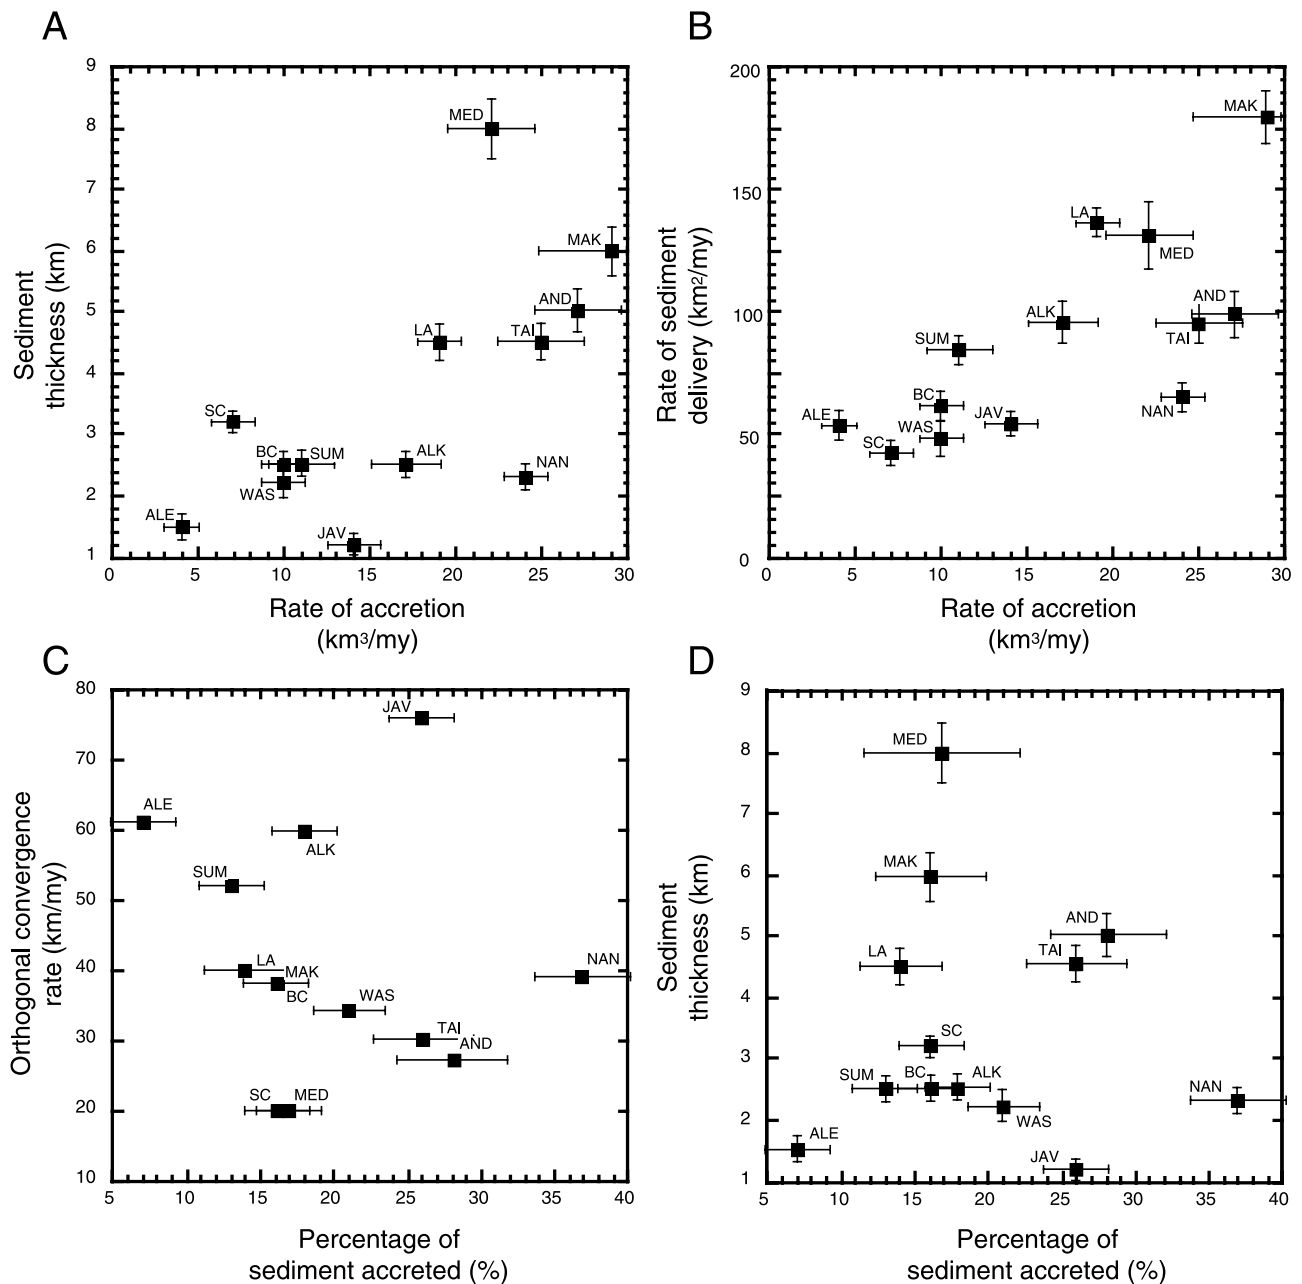 A
9
8
7
6
5
4
3
2
1
0
5
10
15
20
25
30
Sediment
thickness (km)
Rate of accretion
(km3/my)
MED
MAK
AND
LA
TAI
SC
BC
SUM
ALK
NAN
WAS
ALE
JAV
B
200
150
100
50
0
0
5
10
15
20
25
30
Rate of sediment
delivery (km2/my)
Rate of accretion
(km3/my)
MAK
LA
MED
AND
ALK
TAI
SUM
BC
JAV
NAN
ALE
WAS
SC
C
80
70
60
50
40
30
20
10
5
10
15
20
25
30
35
40
Orthogonal convergence
rate (km/my)
Percentage of
sediment accreted (%)
JAV
ALE
ALK
SUM
LA
MAK
BC
NAN
WAS
TAI
AND
SC
MED
D
9
8
7
6
5
4
3
2
1
5
10
15
20
25
30
35
40
Sediment
thickness (km)
Percentage of
sediment accreted (%)
MED
MAK
AND
LA
TAI
SC
SUM
BC
ALK
NAN
WAS
ALE
JAV